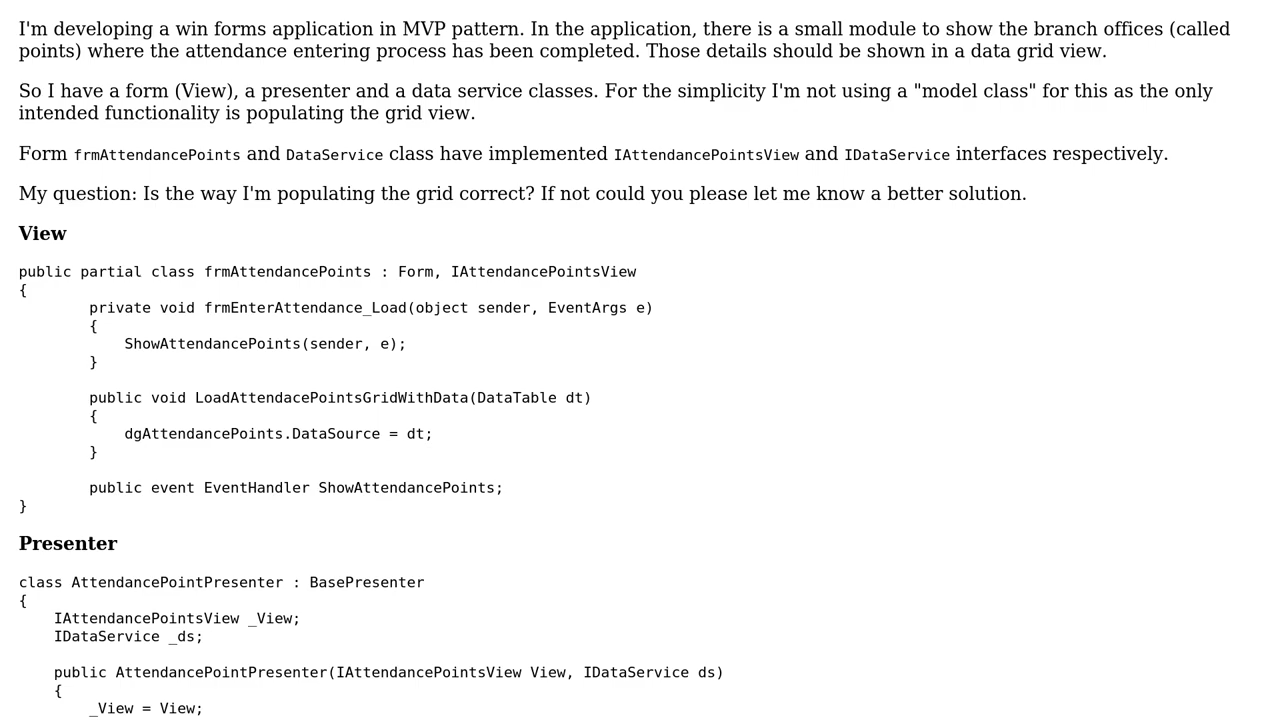 I'm developing a win forms application in MVP pattern. In the application, there is a small module to show the branch offices (called
points) where the attendance entering process has been completed. Those details should be shown in a data grid view.
So I have a form (View), a presenter and a data service classes. For the simplicity I'm not using a "model class" for this as the only
intended functionality is populating the grid view.
Form frmAttendancePoints and DataService class have implemented IAttendancePointsView and IDataService interfaces respectively.
My question: Is the way I'm populating the grid correct? If not could you please let me know a better solution.
View
public partial class frmAttendancePoints : Form, IAttendancePointsView
{
        private void frmEnterAttendance_Load(object sender, EventArgs e)
        {
            ShowAttendancePoints(sender, e);
        }
        public void LoadAttendacePointsGridWithData(DataTable dt)
        {
            dgAttendancePoints.DataSource = dt;
        }
        public event EventHandler ShowAttendancePoints;
}
Presenter
class AttendancePointPresenter : BasePresenter
{
    IAttendancePointsView _View;
    IDataService _ds;
    public AttendancePointPresenter(IAttendancePointsView View, IDataService ds)
    {
        _View = View;